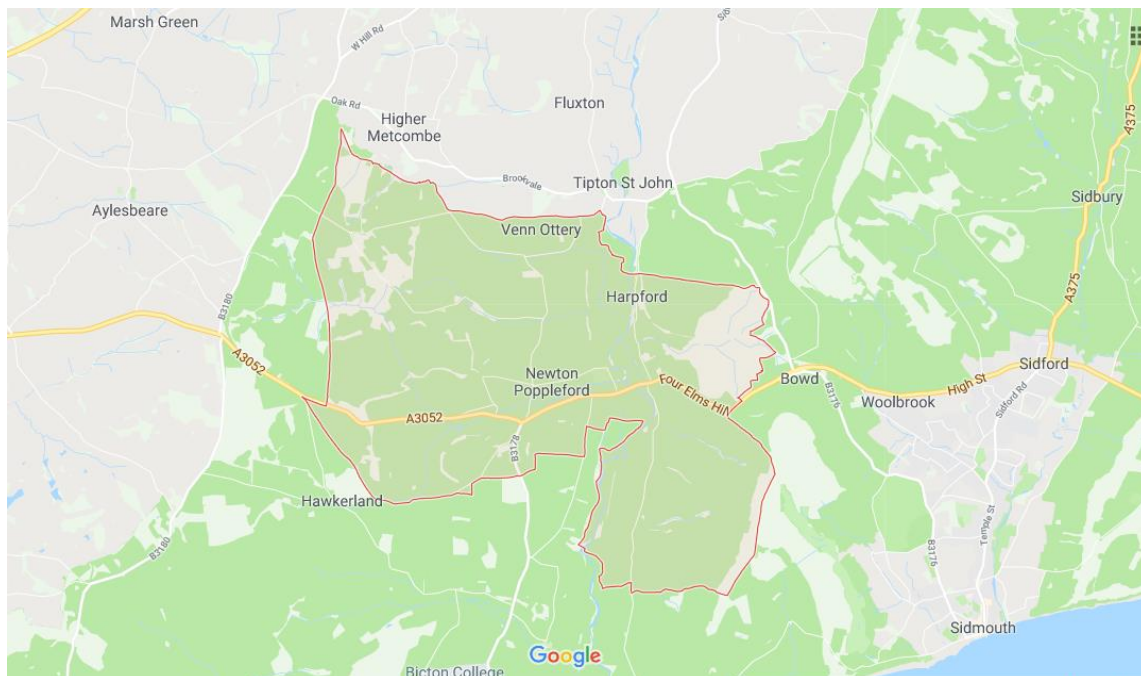 Marsh Green
W Hill Rd
Oak Rd
Higher
Metcombe
Fluxton
A375
Brookvale
Tipton St John
Aylesbeare
Sidbury
Venn Ottery
A375
B3180
Harpford
A3052
Newton
Poppleford
Four Elms Hill
Bowd
B3176
High St
Sidford
Woolbrook
Sidford Rd
A3052
B3178
Hawkerland
B3180
Temple St
B3176
Sidmouth
Google
Bicton College